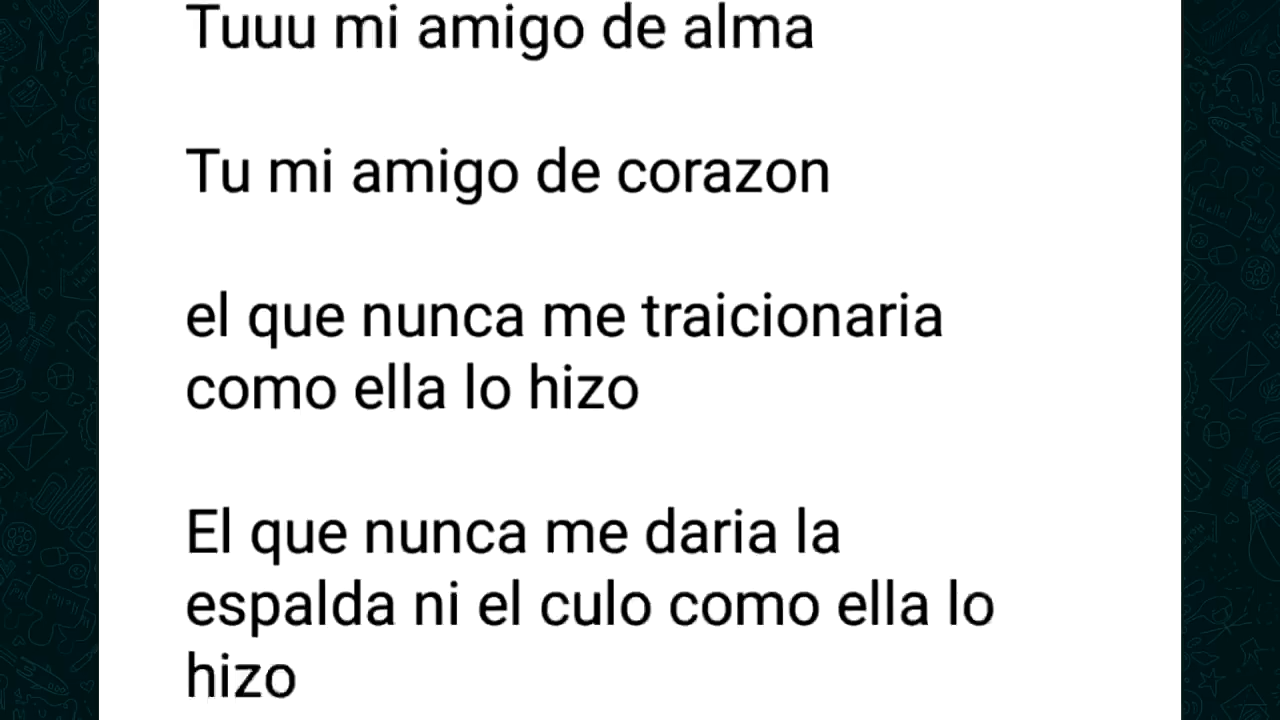 Tuuu mi amigo de alma
Tu mi amigo de corazon
el que nunca me traicionaria
como ella lo hizo
El que nunca me daria la
espalda ni el culo como ella lo
hizo